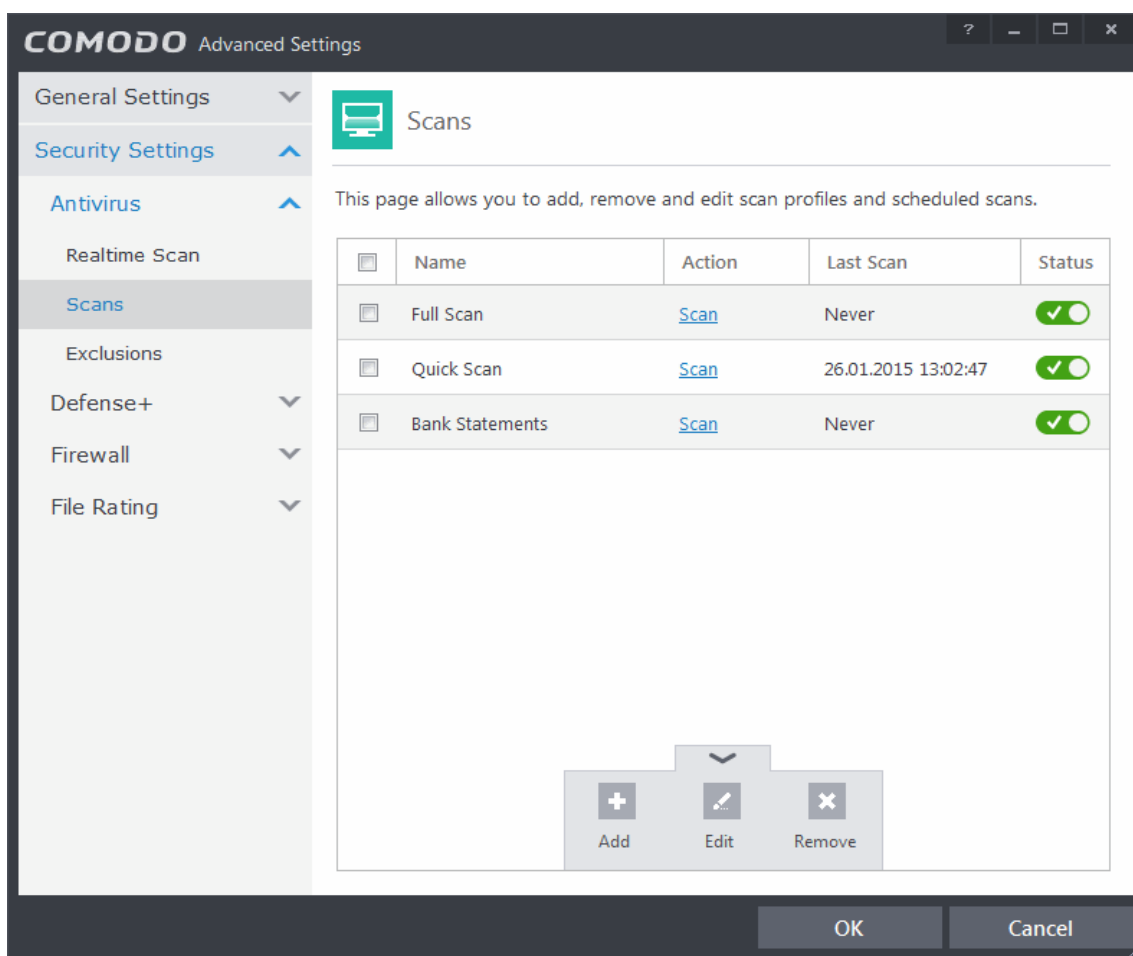 COMODO Advanced Settings
?
General Settings
Security Settings
Antivirus
Realtime Scan
Scans
Exclusions
Defense+
Firewall
File Rating
Scans
This page allows you to add, remove and edit scan profiles and scheduled scans.
Name Action Last Scan Status
Full Scan Scan Never
Quick Scan Scan 26.01.2015 13:02:47
Bank Statements Scan Never
Add Edit Remove
OK Cancel